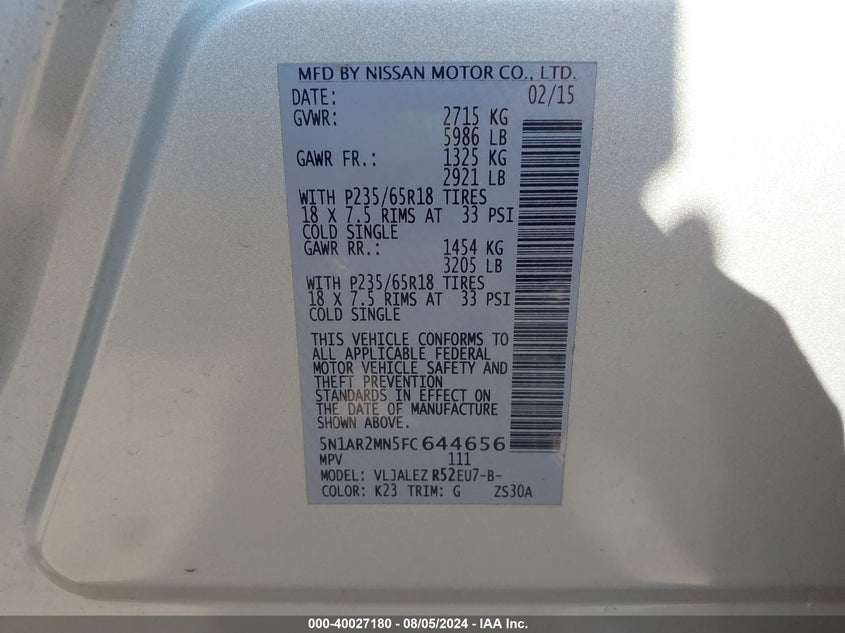 MFD BY NISSAN MOTOR CO., LTD.
DATE: 02/15
GVWR: 2715 KG
5986 LB
GAWR FR.: 1325 KG
2921 LB
WITH P235/65R18 TIRES
18 X 7.5 RIMS AT 33 PSI
COLD SINGLE
GAWR RR.: 1454 KG
3205 LB
WITH P235/65R18 TIRES
18 X 7.5 RIMS AT 33 PSI
COLD SINGLE
THIS VEHICLE CONFORMS TO
ALL APPLICABLE FEDERAL
MOTOR VEHICLE SAFETY AND
THEFT PREVENTION
STANDARDS IN EFFECT ON
THE DATE OF MANUFACTURE
SHOWN ABOVE.
5N1AR2MN5FC644656
MPV 111
MODEL: VLJALEZ R52EU7-B-
COLOR: K23 TRIM: G ZS30A
000-40027180 - 08/05/2024 - IAA Inc.